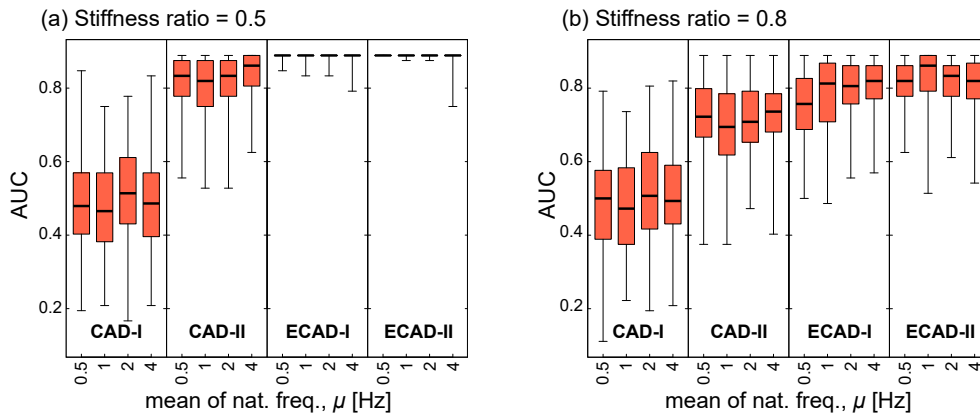 (a) Stiffness ratio = 0.5
AUC
0.8
0.6
0.4
0.2
CAD-I CAD-II ECAD-I ECAD-II
0.5 1 2 4 0.5 1 2 4 0.5 1 2 4 0.5 1 2 4
mean of nat. freq., μ [Hz]
(b) Stiffness ratio = 0.8
AUC
0.8
0.6
0.4
0.2
CAD-I CAD-II ECAD-I ECAD-II
0.5 1 2 4 0.5 1 2 4 0.5 1 2 4 0.5 1 2 4
mean of nat. freq., μ [Hz]